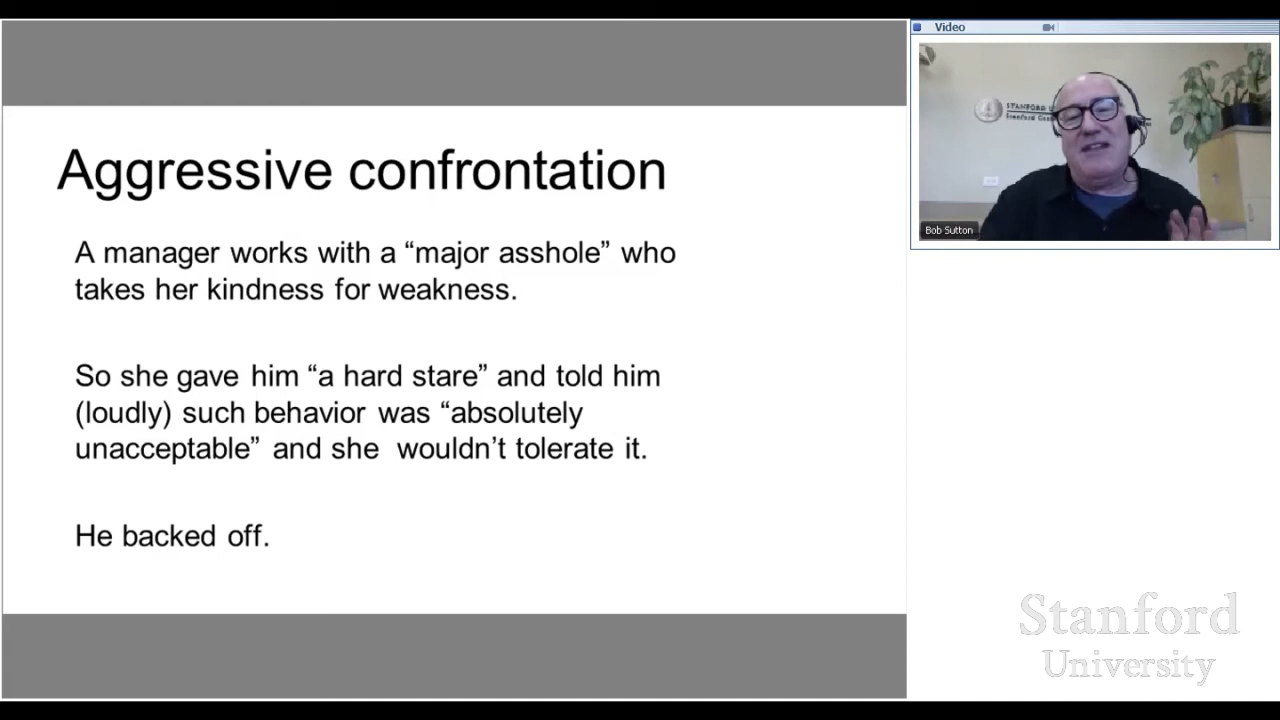 Aggressive confrontation
A manager works with a “major asshole” who
takes her kindness for weakness.
So she gave him “a hard stare” and told him
(loudly) such behavior was “absolutely
unacceptable” and she  wouldn’t tolerate it.
He backed off.
Video
STANFORD
Stanford
Bob Sutton
Stanford
University